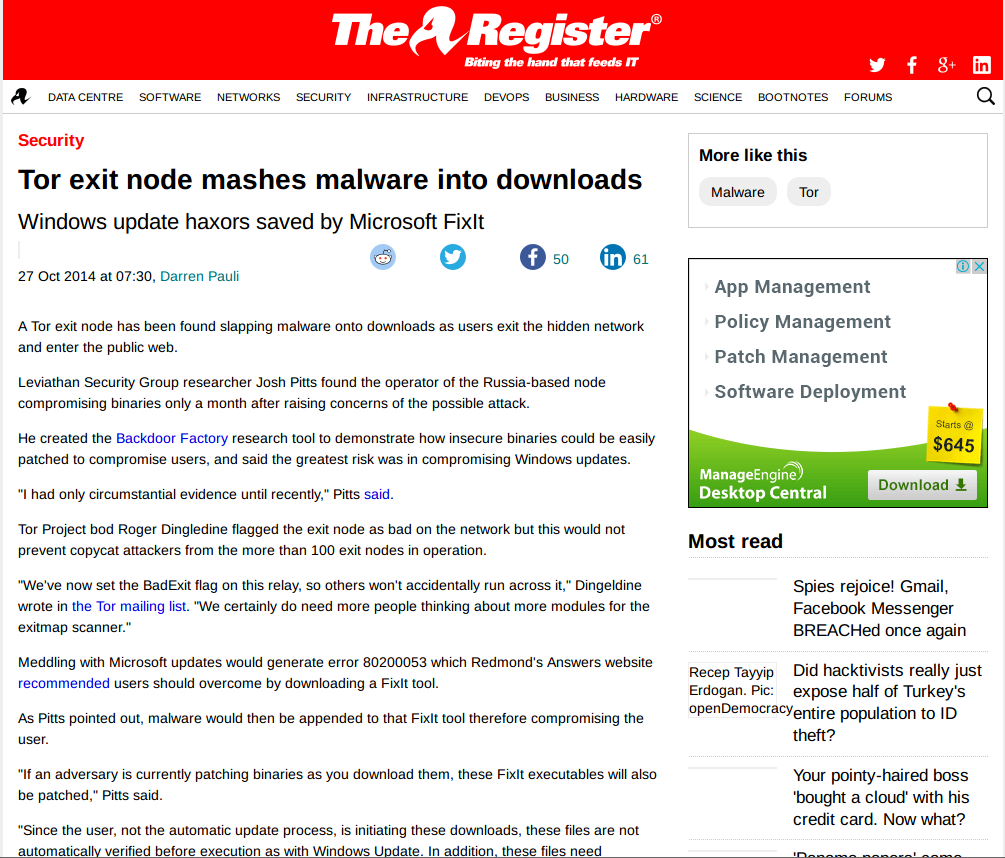 The Register®
Biting the hand that feeds IT
DATA CENTRE SOFTWARE NETWORKS SECURITY INFRASTRUCTURE DEVOPS BUSINESS HARDWARE SCIENCE BOOTNOTES FORUMS
Security
Tor exit node mashes malware into downloads
Windows update haxors saved by Microsoft FixIt
50
61
27 Oct 2014 at 07:30, Darren Pauli
A Tor exit node has been found slapping malware onto downloads as users exit the hidden network
and enter the public web.
Leviathan Security Group researcher Josh Pitts found the operator of the Russia-based node
compromising binaries only a month after raising concerns of the possible attack.
He created the Backdoor Factory research tool to demonstrate how insecure binaries could be easily
patched to compromise users, and said the greatest risk was in compromising Windows updates.
"I had only circumstantial evidence until recently," Pitts said.
Tor Project bod Roger Dingledine flagged the exit node as bad on the network but this would not
prevent copycat attackers from the more than 100 exit nodes in operation.
"We've now set the BadExit flag on this relay, so others won't accidentally run across it," Dingeldine
wrote in the Tor mailing list. "We certainly do need more people thinking about more modules for the
exitmap scanner."
Meddling with Microsoft updates would generate error 80200053 which Redmond's Answers website
recommended users should overcome by downloading a FixIt tool.
As Pitts pointed out, malware would then be appended to that FixIt tool therefore compromising the
user.
"If an adversary is currently patching binaries as you download them, these FixIt executables will also
be patched," Pitts said.
"Since the user, not the automatic update process, is initiating these downloads, these files are not
automatically verified before execution as with Windows Update. In addition, these files need
More like this
Malware Tor
App Management
Policy Management
Patch Management
Software Deployment
Starts @
$645
ManageEngine
Desktop Central
Download
Most read
Spies rejoice! Gmail,
Facebook Messenger
BREACHed once again
Recep Tayyip
Erdogan. Pic:
openDemocracy
Did hacktivists really just
expose half of Turkey's
entire population to ID
theft?
Your pointy-haired boss
'bought a cloud' with his
credit card. Now what?
'Panama papers' came